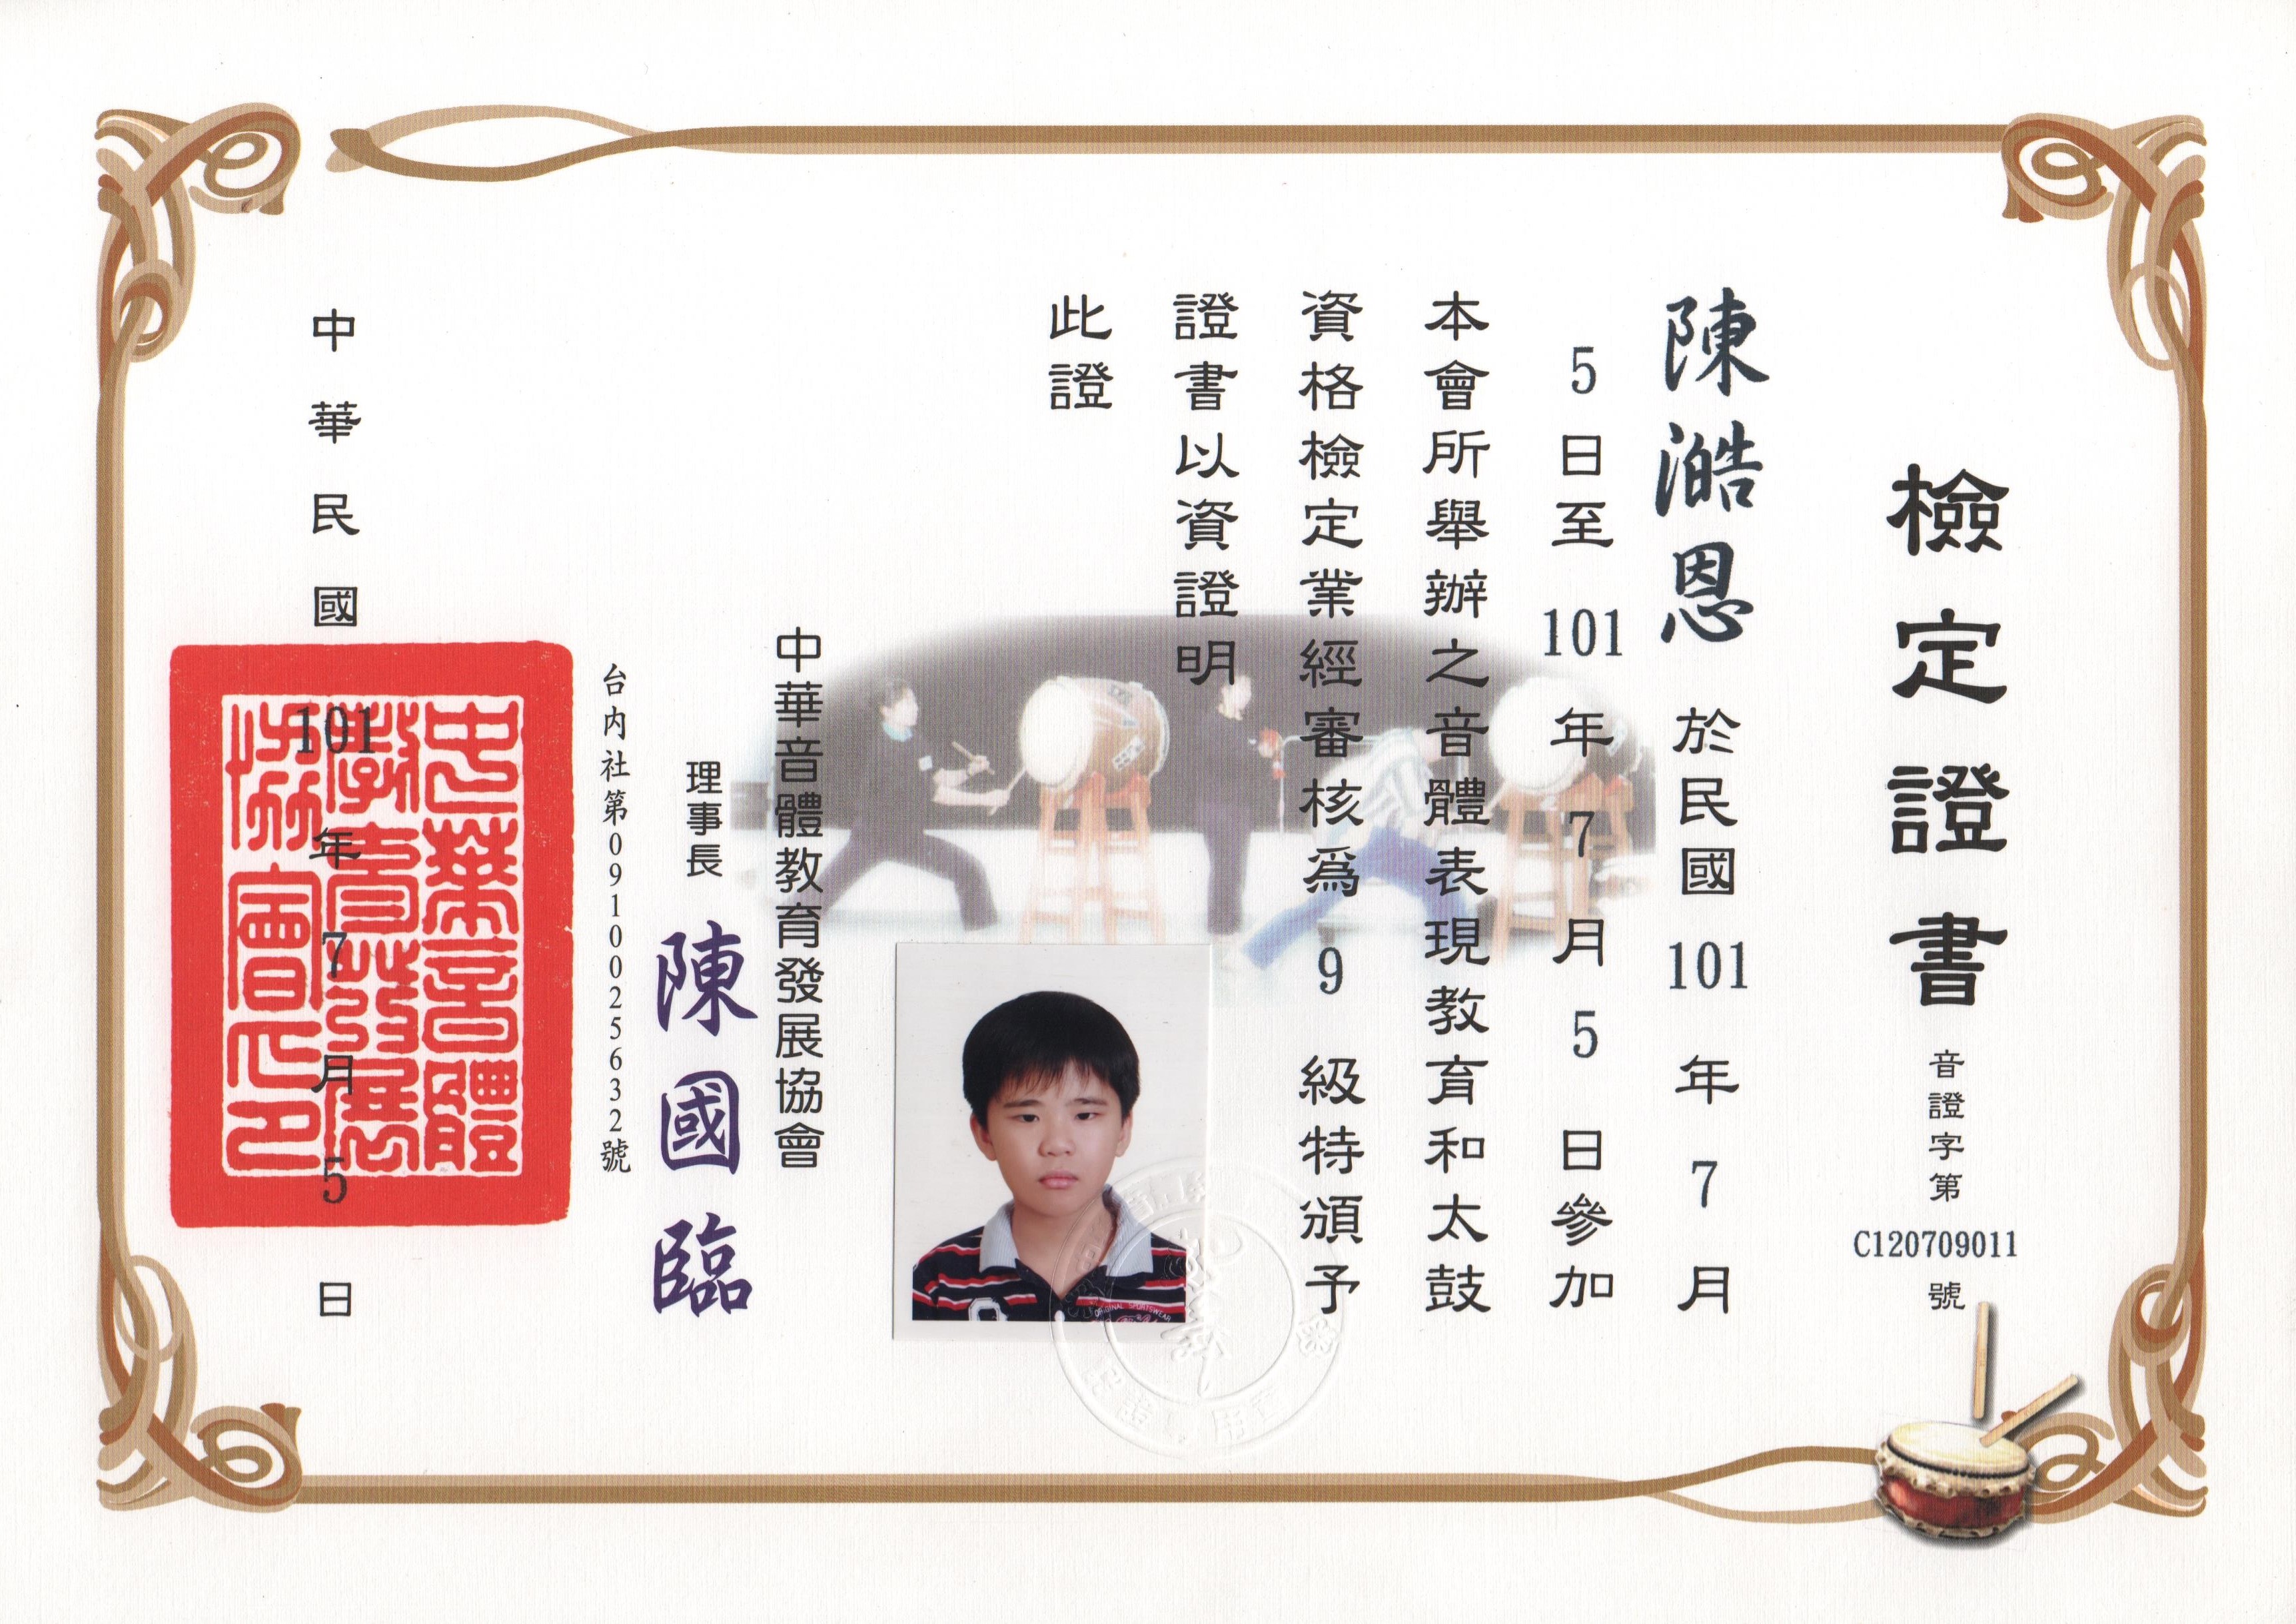 檢定證書
音證字第
C120709011
號
陳澔恩 於民國 101 年 7 月
5 日至 101 年 7 月 5 日參加
本會所舉辦之音體表現教育和太鼓
資格檢定業經審核為 9 級特頒予
證書以資證明
此證
中華音體教育發展協會
理事長 陳國臨
台內社第0910025632號
中華音體
教育發展
協會之印
中華民國 101 年 7 月 5 日
ORIGINAL SPORTSWEAR